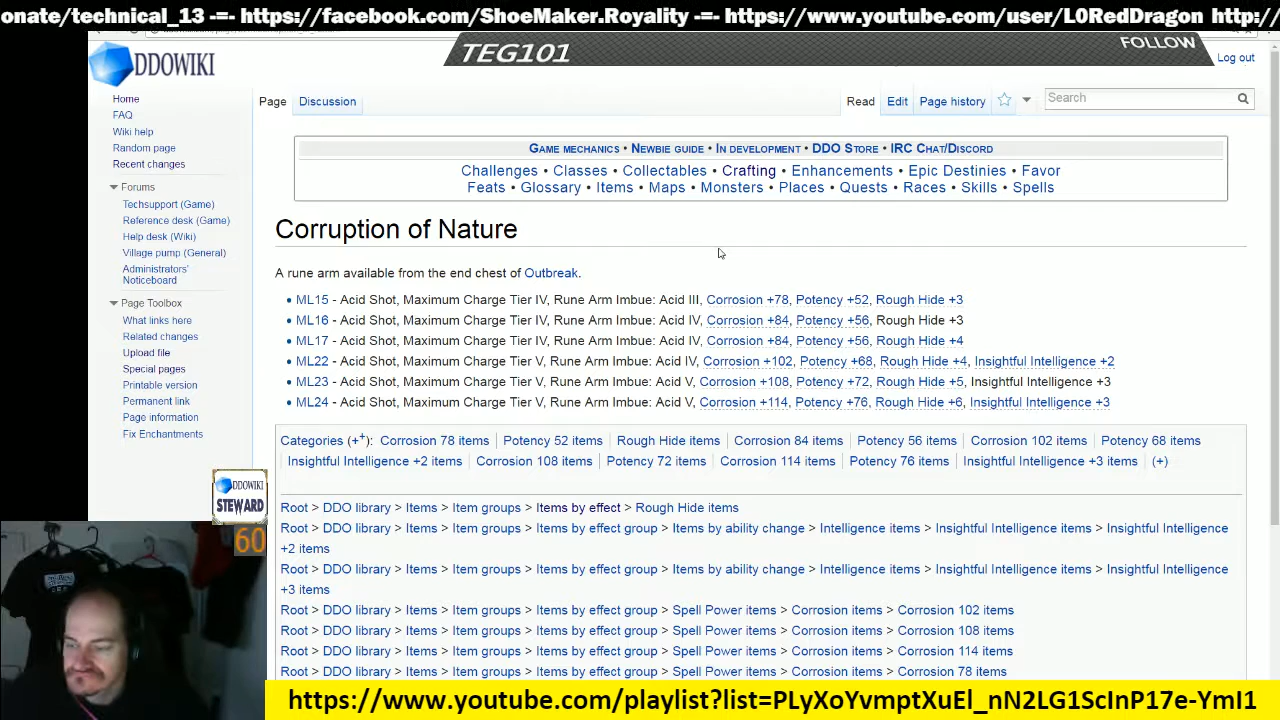 onate/technical_13 -=- https://facebook.com/ShoeMaker.Royality -=- https://www.youtube.com/user/L0RedDragon http:/
TEG101
FOLLOW
Log out
DDOWIKI
Home
FAQ
Wiki help
Random page
Recent changes
Forums
Techsupport (Game)
Reference desk (Game)
Help desk (Wiki)
Village pump (General)
Administrators'
Noticeboard
Page Toolbox
What links here
Related changes
Upload file
Special pages
Printable version
Permanent link
Page information
Fix Enchantments
Page Discussion Read Edit Page history Search
Game mechanics • Newbie guide • In development • DDO Store • IRC Chat/Discord
Challenges • Classes • Collectables • Crafting • Enhancements • Epic Destinies • Favor
Feats • Glossary • Items • Maps • Monsters • Places • Quests • Races • Skills • Spells
Corruption of Nature
A rune arm available from the end chest of Outbreak.
• ML15 - Acid Shot, Maximum Charge Tier IV, Rune Arm Imbue: Acid III, Corrosion +78, Potency +52, Rough Hide +3
• ML16 - Acid Shot, Maximum Charge Tier IV, Rune Arm Imbue: Acid IV, Corrosion +84, Potency +56, Rough Hide +3
• ML17 - Acid Shot, Maximum Charge Tier IV, Rune Arm Imbue: Acid IV, Corrosion +84, Potency +56, Rough Hide +4
• ML22 - Acid Shot, Maximum Charge Tier V, Rune Arm Imbue: Acid IV, Corrosion +102, Potency +68, Rough Hide +4, Insightful Intelligence +2
• ML23 - Acid Shot, Maximum Charge Tier V, Rune Arm Imbue: Acid V, Corrosion +108, Potency +72, Rough Hide +5, Insightful Intelligence +3
• ML24 - Acid Shot, Maximum Charge Tier V, Rune Arm Imbue: Acid V, Corrosion +114, Potency +76, Rough Hide +6, Insightful Intelligence +3
Categories (+⁺): Corrosion 78 items | Potency 52 items | Rough Hide items | Corrosion 84 items | Potency 56 items | Corrosion 102 items | Potency 68 items
| Insightful Intelligence +2 items | Corrosion 108 items | Potency 72 items | Corrosion 114 items | Potency 76 items | Insightful Intelligence +3 items | (+)
Root > DDO library > Items > Item groups > Items by effect > Rough Hide items
Root > DDO library > Items > Item groups > Items by effect group > Items by ability change > Intelligence items > Insightful Intelligence items > Insightful Intelligence
+2 items
Root > DDO library > Items > Item groups > Items by effect group > Items by ability change > Intelligence items > Insightful Intelligence items > Insightful Intelligence
+3 items
Root > DDO library > Items > Item groups > Items by effect group > Spell Power items > Corrosion items > Corrosion 102 items
Root > DDO library > Items > Item groups > Items by effect group > Spell Power items > Corrosion items > Corrosion 108 items
Root > DDO library > Items > Item groups > Items by effect group > Spell Power items > Corrosion items > Corrosion 114 items
Root > DDO library > Items > Item groups > Items by effect group > Spell Power items > Corrosion items > Corrosion 78 items
DDOWIKI
STEWARD
60
https://www.youtube.com/playlist?list=PLyXoYvmptXuEl_nN2LG1ScInP17e-YmI1